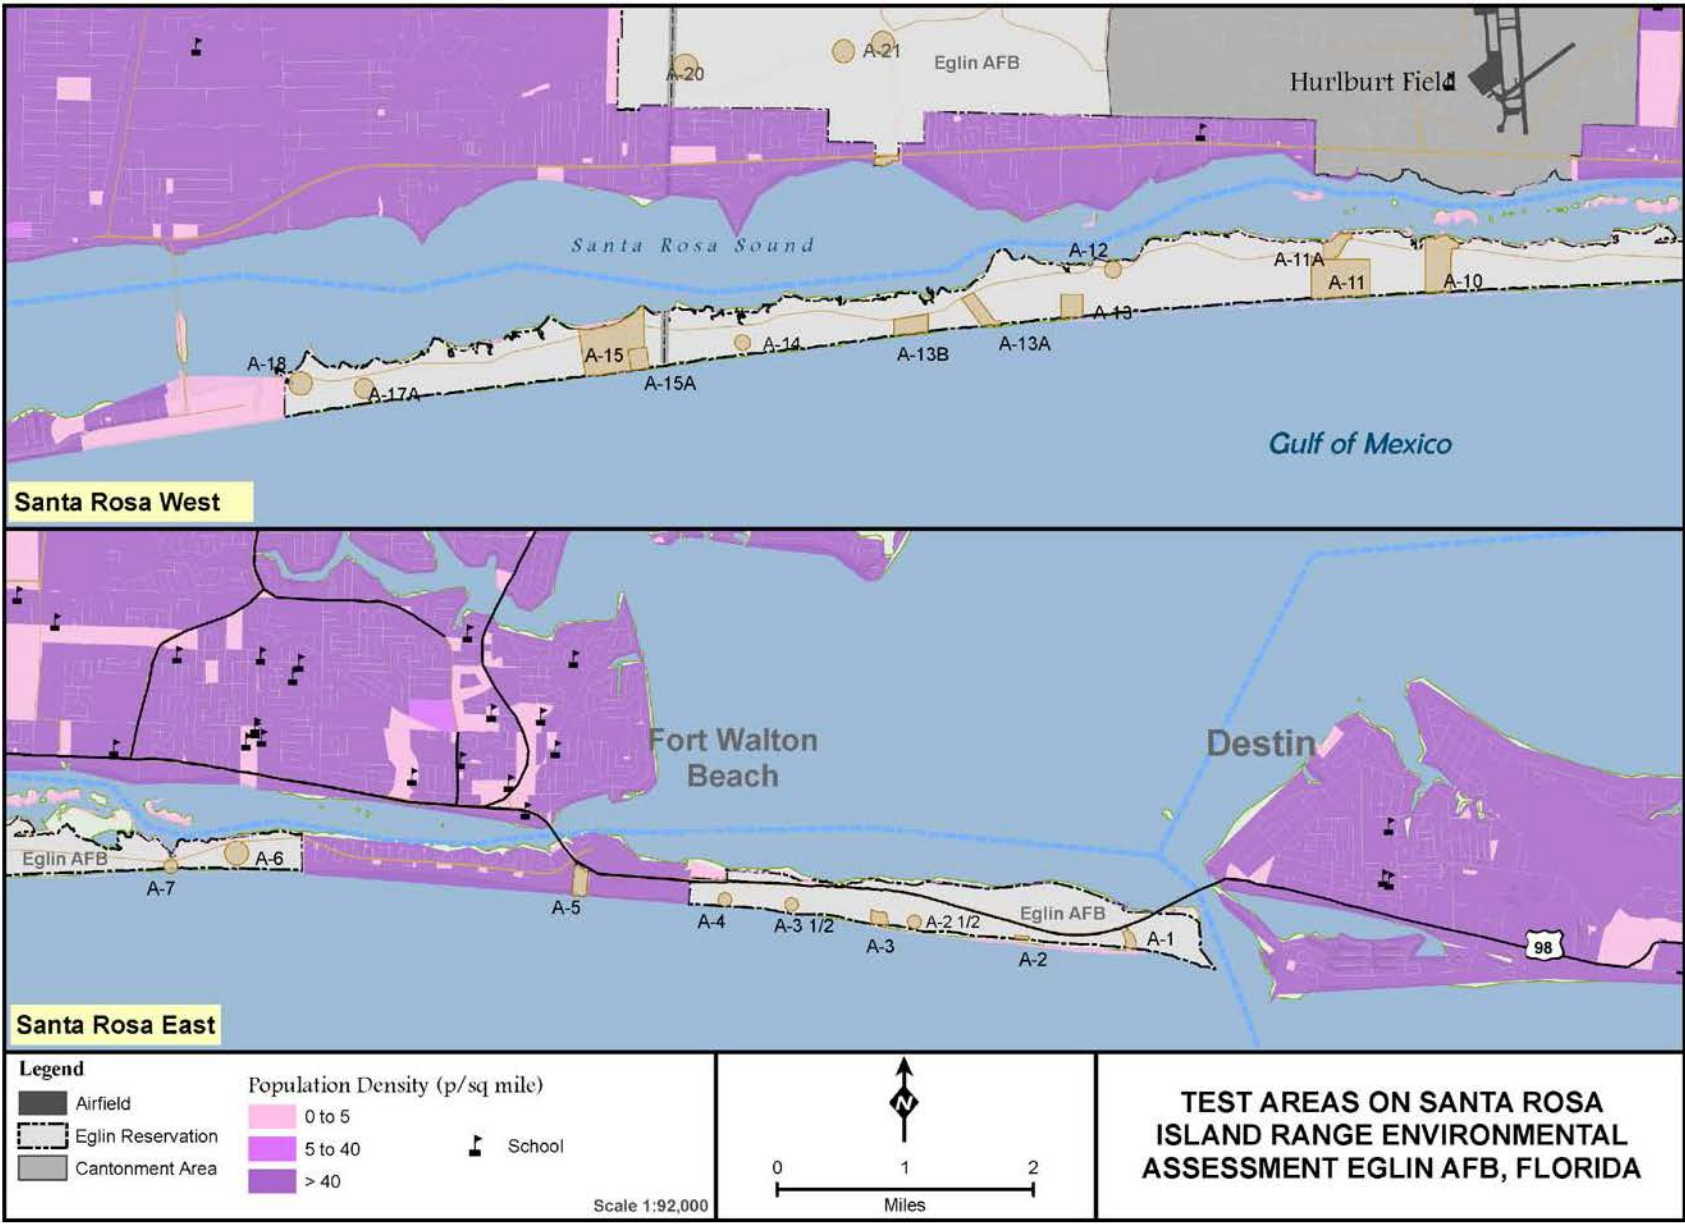 A-20
A-21
Eglin AFB
Hurlburt Field
Santa Rosa Sound
A-12
A-11A
A-11
A-10
A-13
A-13A
A-13B
A-14
A-15
A-15A
A-18
A-17A
Gulf of Mexico
Santa Rosa West
Fort Walton
Beach
Destin
Eglin AFB
A-6
A-7
A-5
A-4
A-3 1/2
A-3
A-2 1/2
Eglin AFB
A-2
A-1
98
Santa Rosa East
Legend
Airfield
Eglin Reservation
Cantonment Area
Population Density (p/sq mile)
0 to 5
5 to 40
> 40
School
Scale 1:92,000
N
0 1 2
Miles
TEST AREAS ON SANTA ROSA
ISLAND RANGE ENVIRONMENTAL
ASSESSMENT EGLIN AFB, FLORIDA